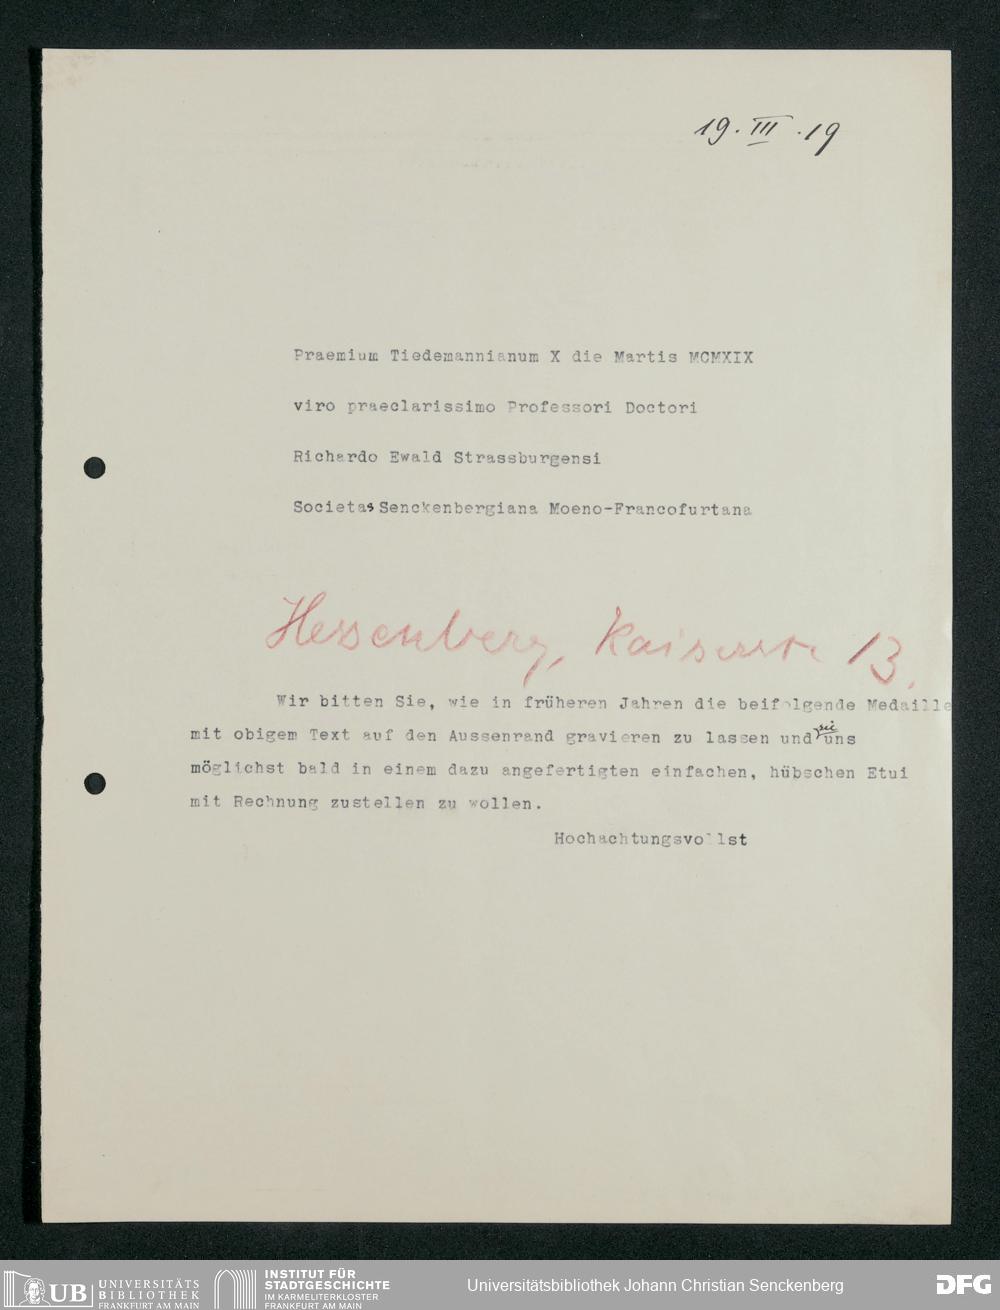 19. III. 19
Praemium Tiedemannianum X die Martis MCMXIX
viro praeclarissimo Professori Doctori
Richardo Ewald Strassburgensi
Societas Senckenbergiana Moeno-Francofurtana
Hessenberg, Kaiserstr. 13.
Wir bitten Sie, wie in früheren Jahren die beifolgende Medaille
mit obigem Text auf den Aussenrand gravieren zu lassen und sie uns
möglichst bald in einem dazu angefertigten einfachen, hübschen Etui
mit Rechnung zustellen zu wollen.
Hochachtungsvollst
UB UNIVERSITÄTS BIBLIOTHEK FRANKFURT AM MAIN
INSTITUT FÜR STADTGESCHICHTE IM KARMELITERKLOSTER FRANKFURT AM MAIN
Universitätsbibliothek Johann Christian Senckenberg
DFG